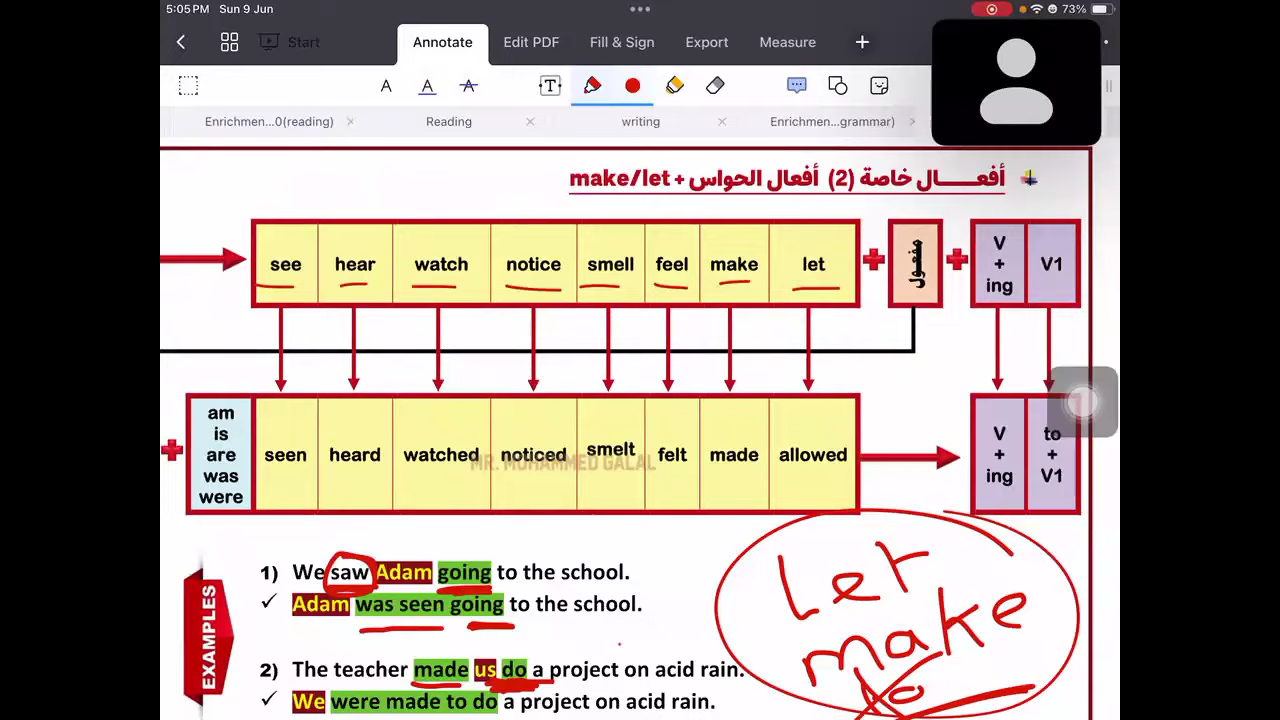 5:05 PM Sun 9 Jun 73%
Start Annotate Edit PDF Fill & Sign Export Measure
A A A T
Enrichmen...0(reading) Reading writing Enrichmen...grammar)
أفعـــــال خاصة (2) أفعال الحواس + make/let
see hear watch notice smell feel make let مفعول V + ing V1
am is are was were seen heard watched noticed smelt felt made allowed V + ing to + V1
MR. MUHAMMED GALAL
EXAMPLES
1) We saw Adam going to the school.
✓ Adam was seen going to the school.
2) The teacher made us do a project on acid rain.
✓ We were made to do a project on acid rain.
Let
make
to